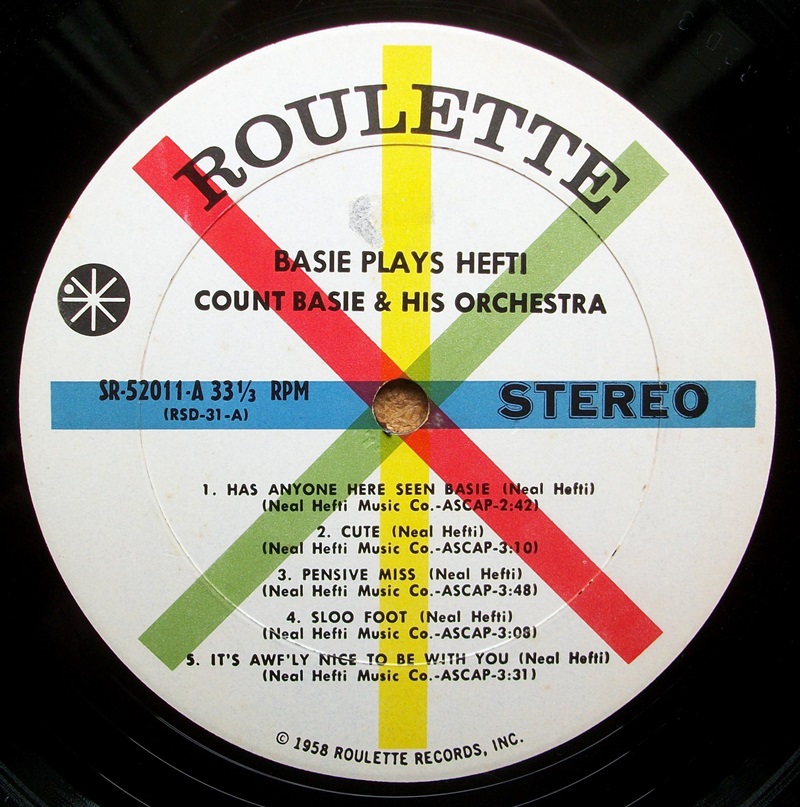 ROULETTE
BASIE PLAYS HEFTI
COUNT BASIE & HIS ORCHESTRA
SR-52011-A 33⅓ RPM
(RSD-31-A)
STEREO
1. HAS ANYONE HERE SEEN BASIE (Neal Hefti)
(Neal Hefti Music Co.-ASCAP-2:42)
2. CUTE (Neal Hefti)
(Neal Hefti Music Co.-ASCAP-3:10)
3. PENSIVE MISS (Neal Hefti)
(Neal Hefti Music Co.-ASCAP-3:48)
4. SLOO FOOT (Neal Hefti)
(Neal Hefti Music Co.-ASCAP-3:08)
5. IT'S AWF'LY NICE TO BE WITH YOU (Neal Hefti)
(Neal Hefti Music Co.-ASCAP-3:31)
© 1958 ROULETTE RECORDS, INC.